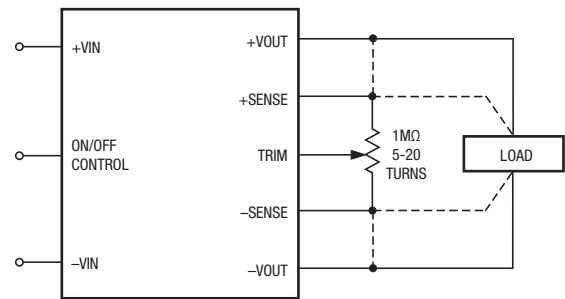 +VIN
ON/OFF
CONTROL
–VIN
+VOUT
+SENSE
TRIM
–SENSE
–VOUT
1MΩ
5-20
TURNS
LOAD